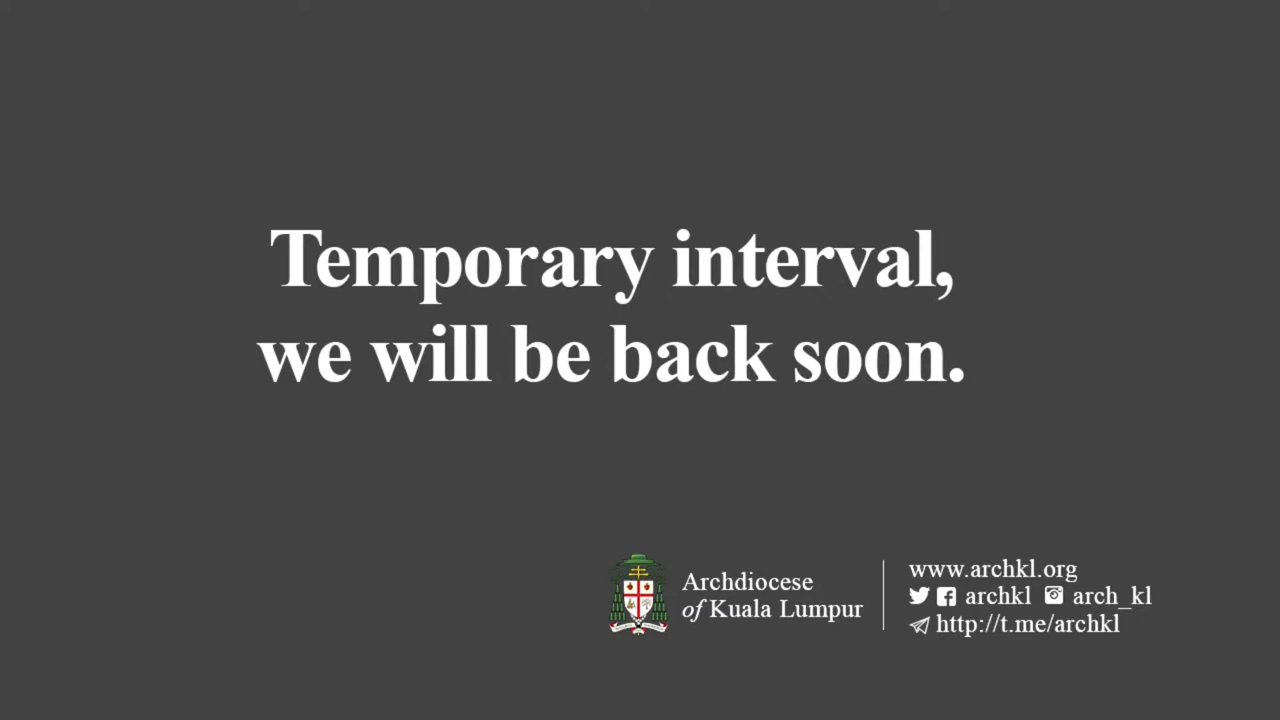 Temporary interval,
we will be back soon.
Archdiocese
of Kuala Lumpur
www.archkl.org
archkl arch_kl
http://t.me/archkl